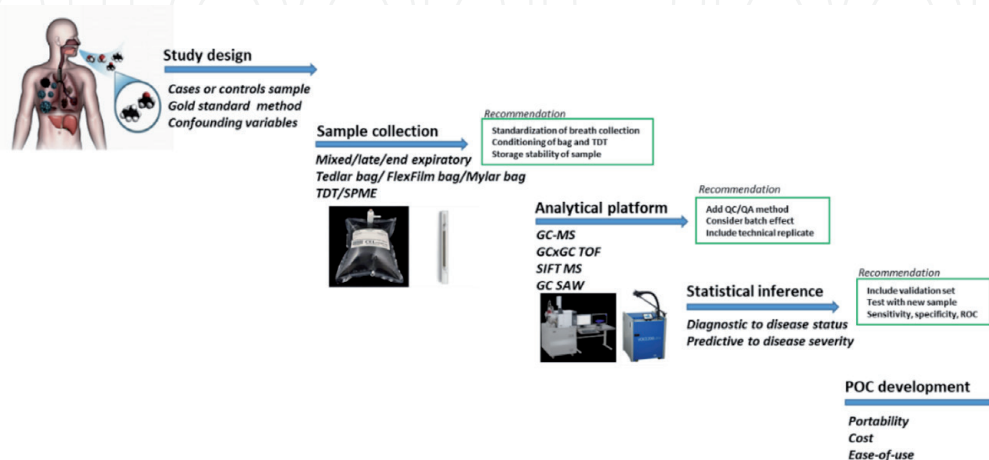 Study design
Cases or controls sample
Gold standard method
Confounding variables
Sample collection
Mixed/late/end expiratory
Tedlar bag/ FlexFilm bag/Mylar bag
TDT/SPME
Recommendation
Standardization of breath collection
Conditioning of bag and TDT
Storage stability of sample
Analytical platform
GC-MS
GCxGC TOF
SIFT MS
GC SAW
Recommendation
Add QC/QA method
Consider batch effect
Include technical replicate
Statistical inference
Diagnostic to disease status
Predictive to disease severity
Recommendation
Include validation set
Test with new sample
Sensitivity, specificity, ROC
POC development
Portability
Cost
Ease-of-use